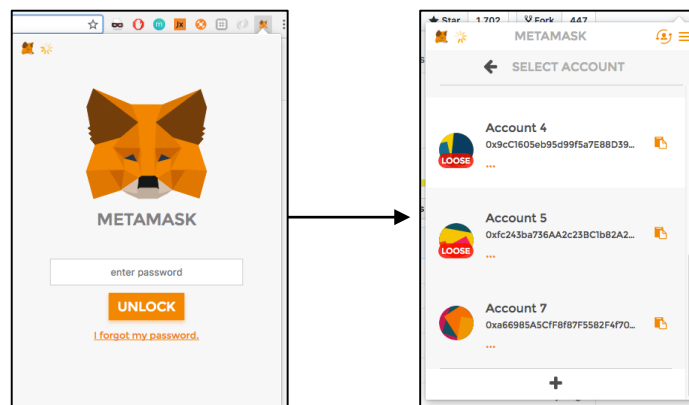 METAMASK
enter password
UNLOCK
I forgot my password.
Star 1,702 Fork 447
METAMASK
SELECT ACCOUNT
Account 4
0x9cC1605eb95d99f5a7E88D39...
LOOSE
...
Account 5
0xfc243ba736AA2c23BC1b82A2...
LOOSE
...
Account 7
0xa66985A5CfF8f87F5582F4f70...
...